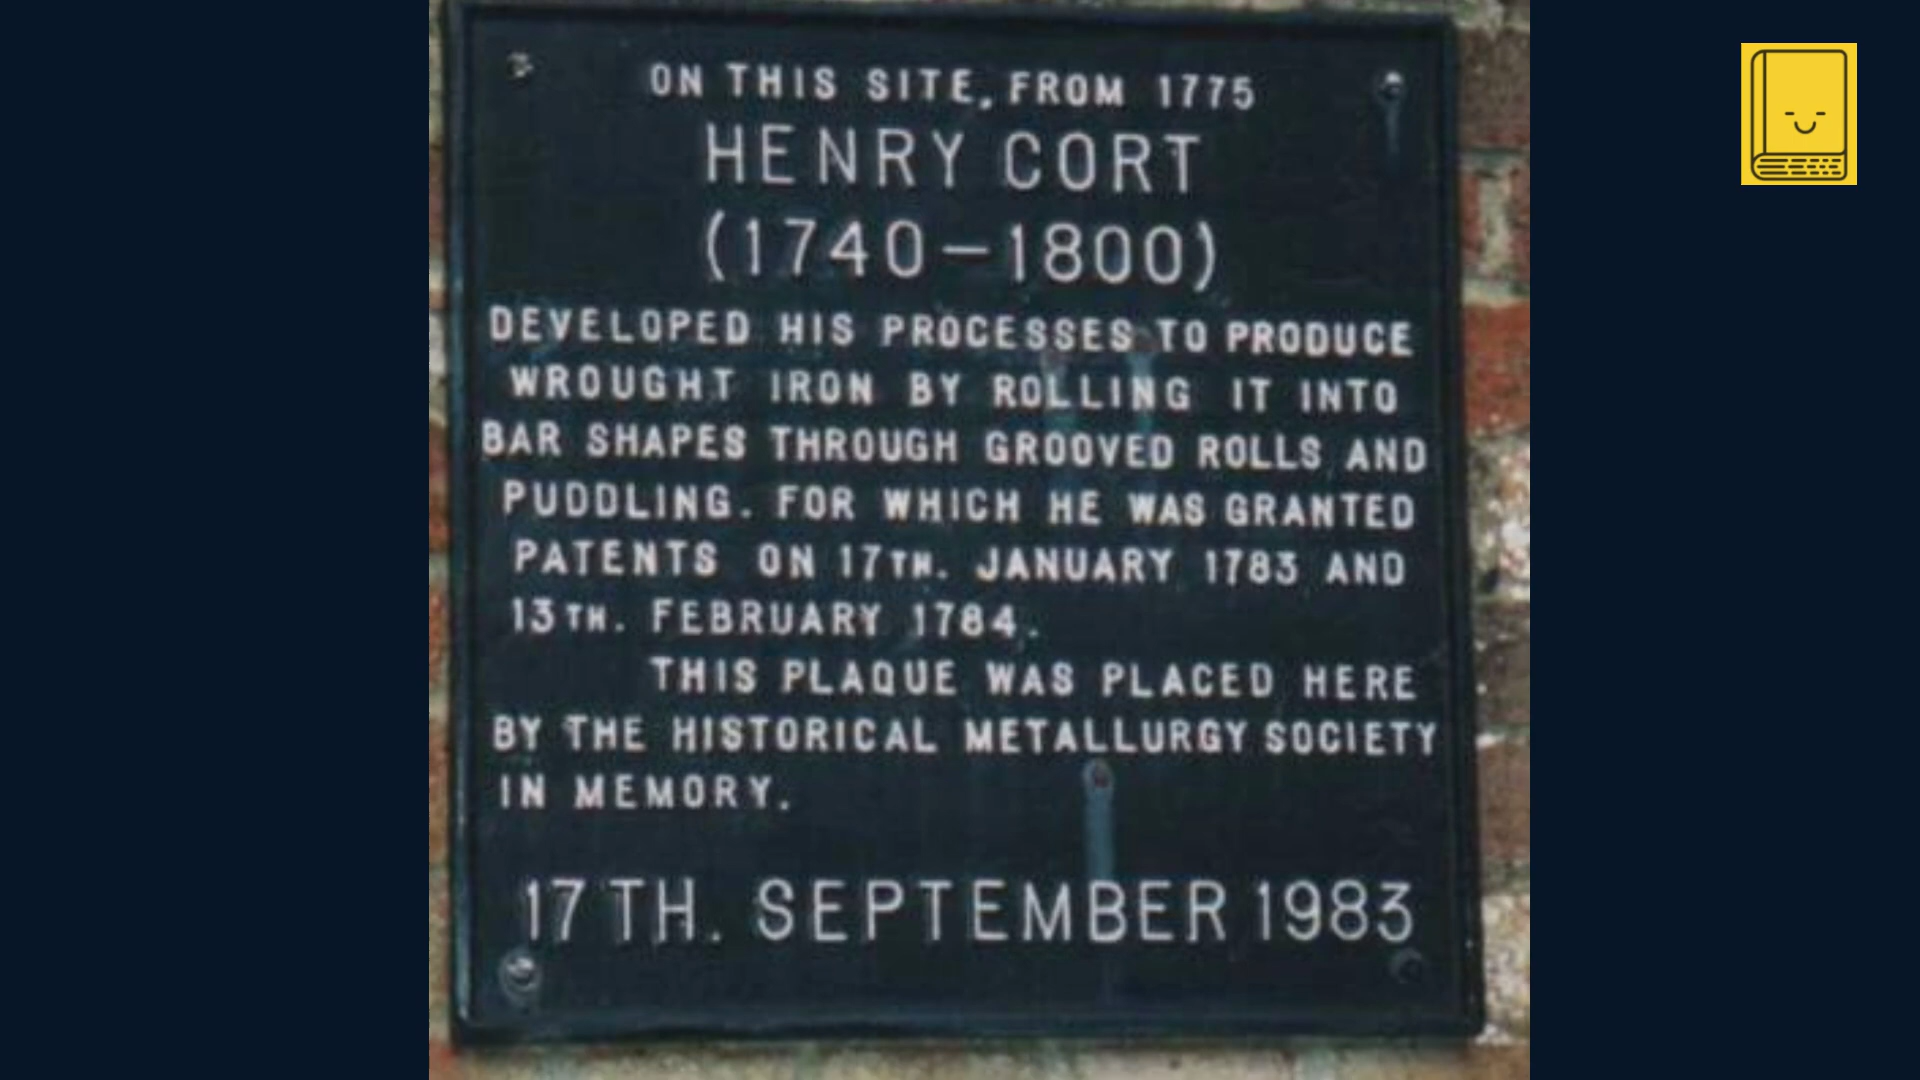 ON THIS SITE, FROM 1775
HENRY CORT
(1740-1800)
DEVELOPED HIS PROCESSES TO PRODUCE
WROUGHT IRON BY ROLLING IT INTO
BAR SHAPES THROUGH GROOVED ROLLS AND
PUDDLING. FOR WHICH HE WAS GRANTED
PATENTS ON 17TH. JANUARY 1783 AND
13TH. FEBRUARY 1784.
THIS PLAQUE WAS PLACED HERE
BY THE HISTORICAL METALLURGY SOCIETY
IN MEMORY.
17TH. SEPTEMBER 1983